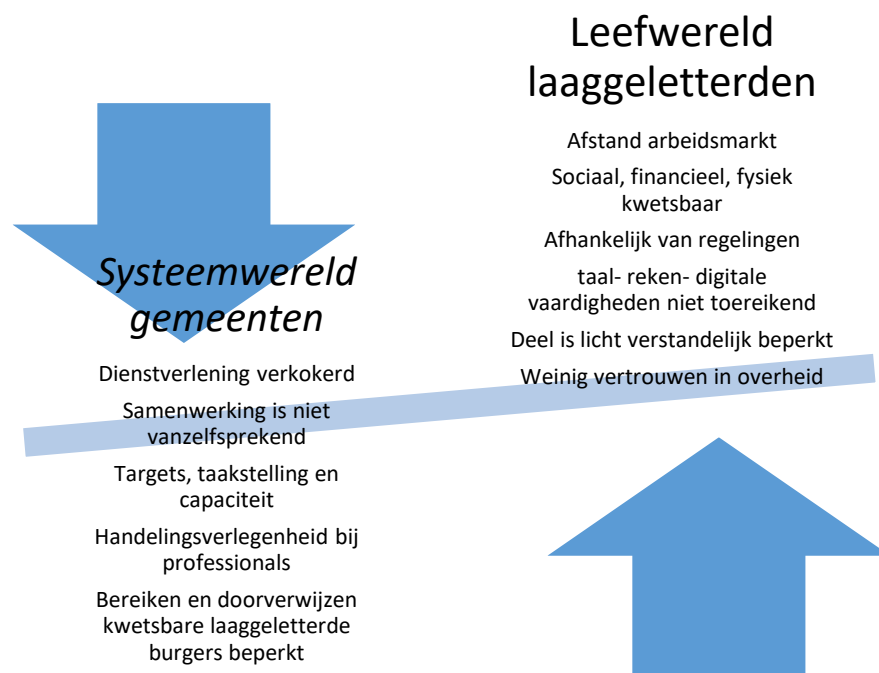 Leefwereld
laaggeletterden
Afstand arbeidsmarkt
Sociaal, financieel, fysiek
kwetsbaar
Afhankelijk van regelingen
taal- reken- digitale
vaardigheden niet toereikend
Deel is licht verstandelijk beperkt
Weinig vertrouwen in overheid
Systeemwereld
gemeenten
Dienstverlening verkokerd
Samenwerking is niet
vanzelfsprekend
Targets, taakstelling en
capaciteit
Handelingsverlegenheid bij
professionals
Bereiken en doorverwijzen
kwetsbare laaggeletterde
burgers beperkt